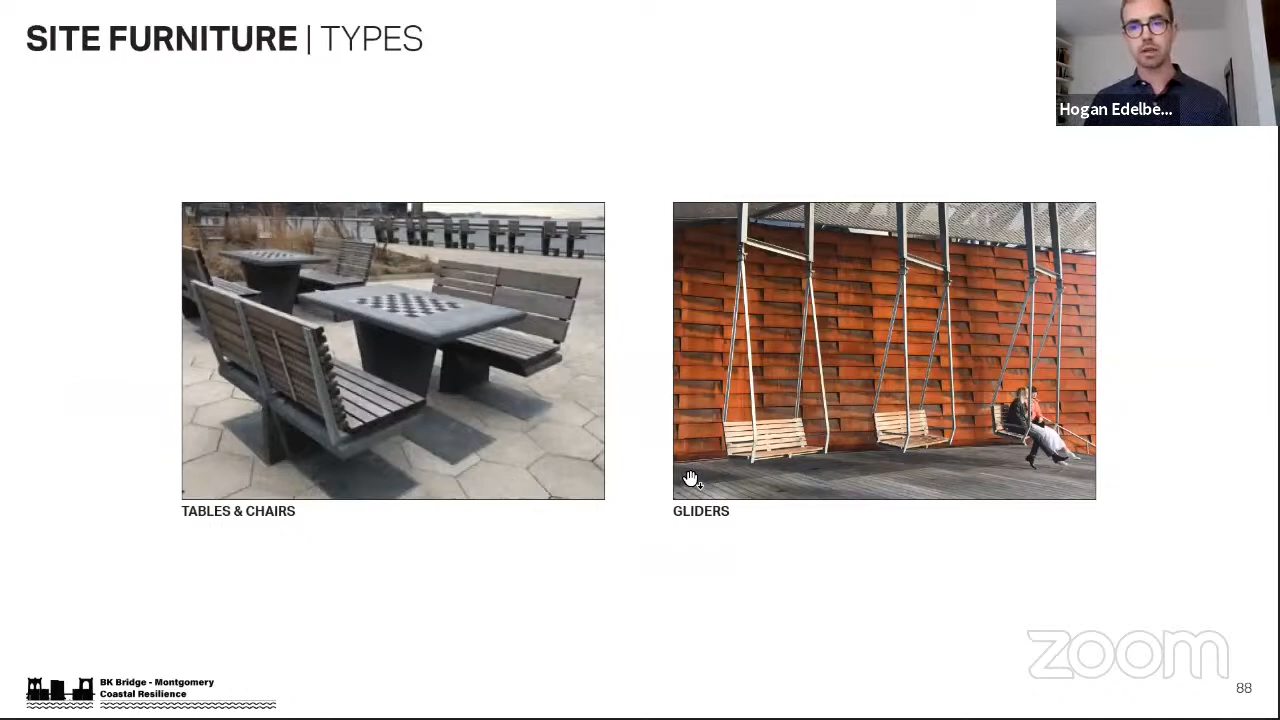 SITE FURNITURE | TYPES
Hogan Edelbe...
TABLES & CHAIRS
GLIDERS
BK Bridge - Montgomery
Coastal Resilience
zoom
88